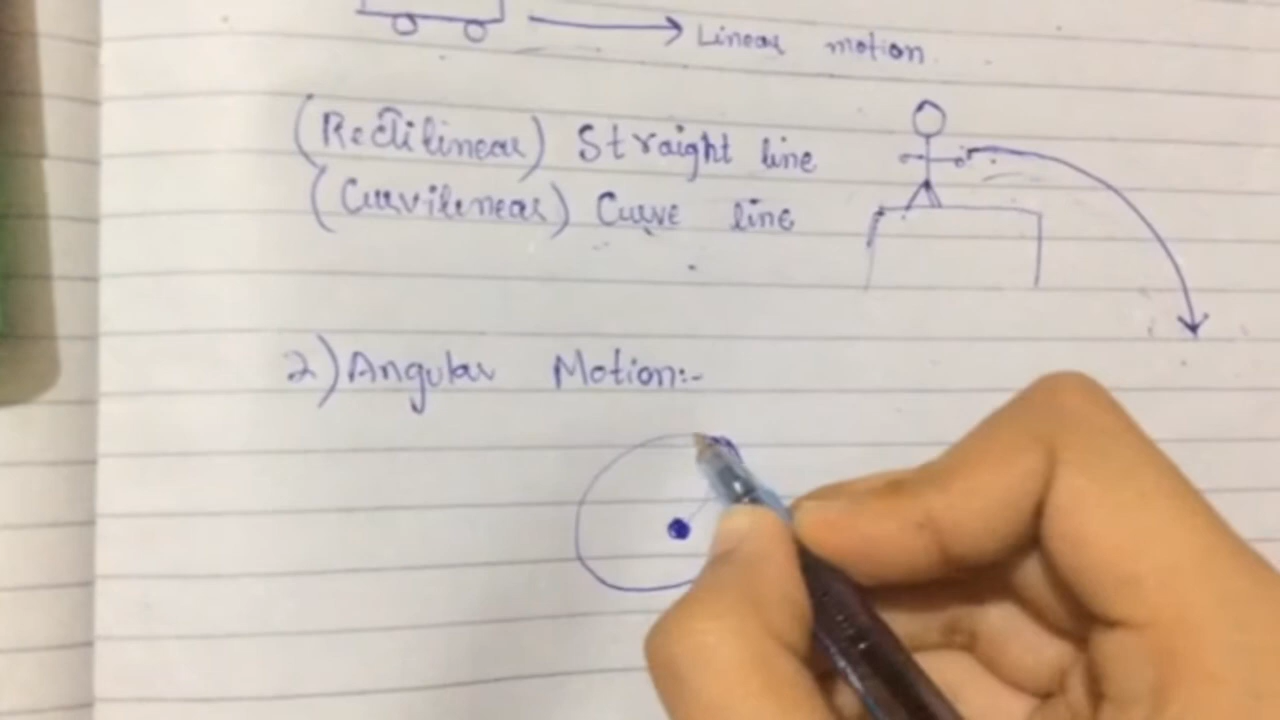 Linear motion
(Rectilinear) Straight line
(Curvilinear) Curve line
2) Angular Motion:-